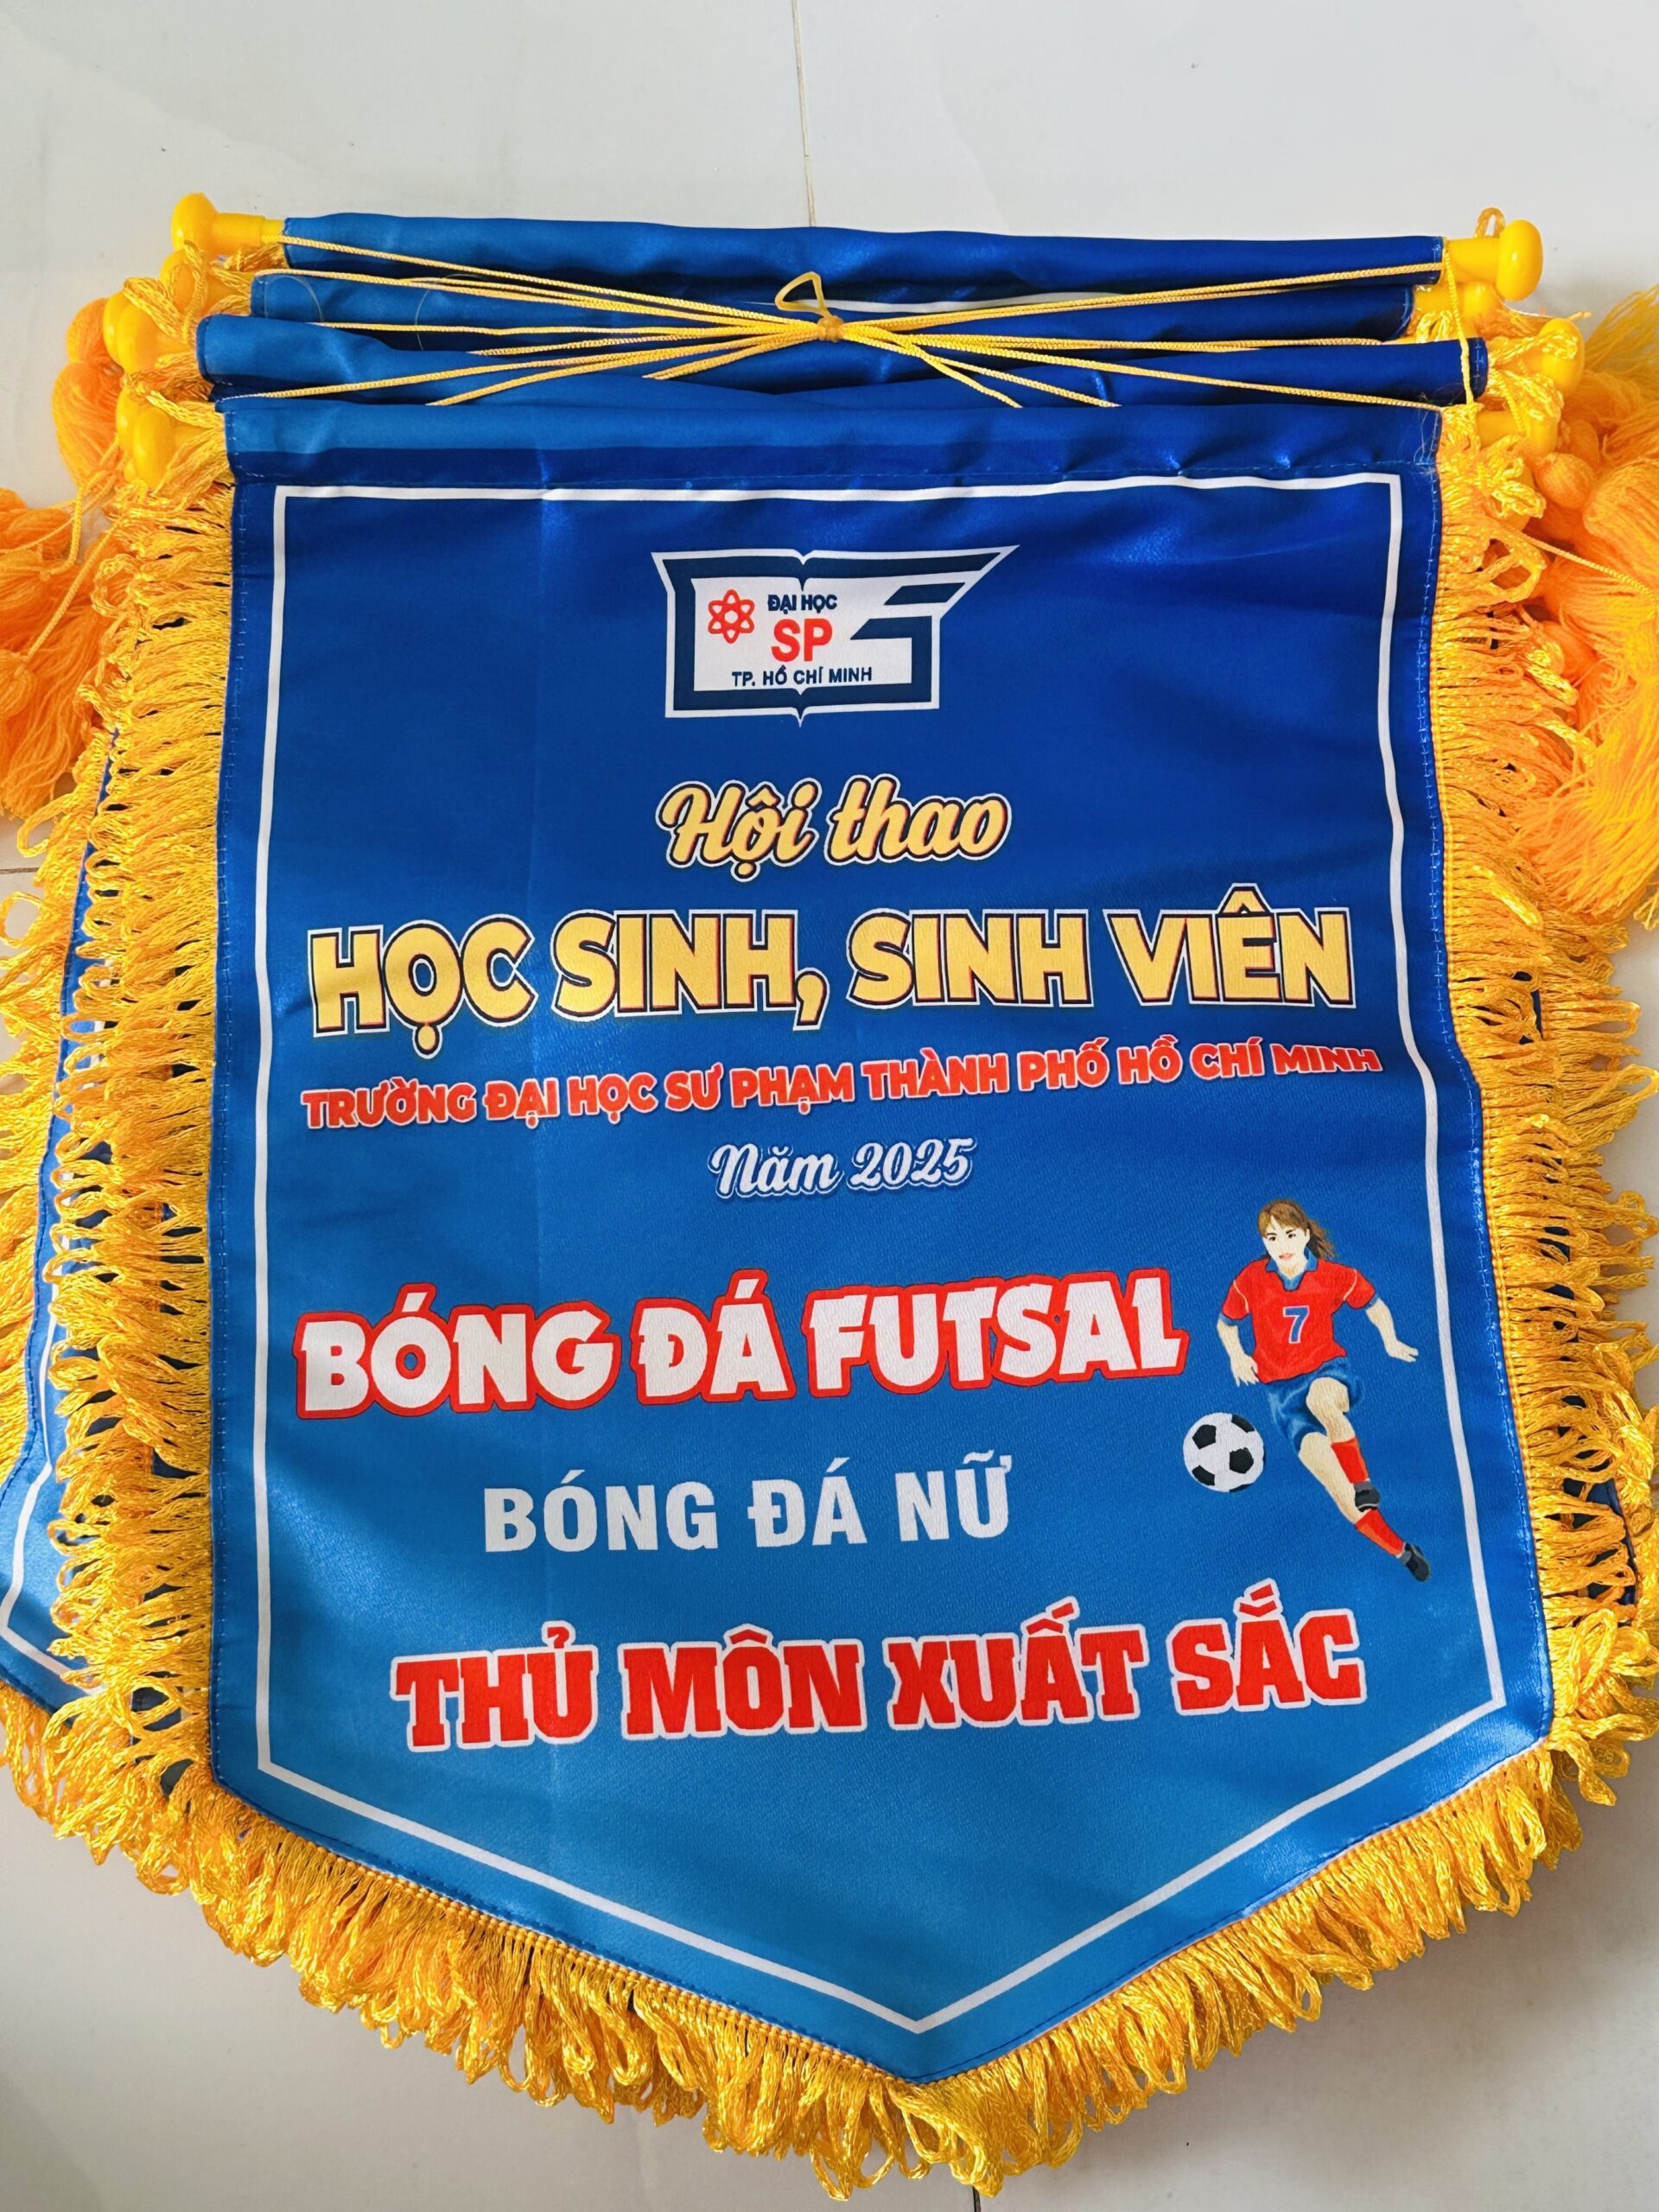 ĐẠI HỌC
SP
TP. HỒ CHÍ MINH
Hội thao
HỌC SINH, SINH VIÊN
TRƯỜNG ĐẠI HỌC SƯ PHẠM THÀNH PHỐ HỒ CHÍ MINH
Năm 2025
BÓNG ĐÁ FUTSAL
7
BÓNG ĐÁ NỮ
THỦ MÔN XUẤT SẮC